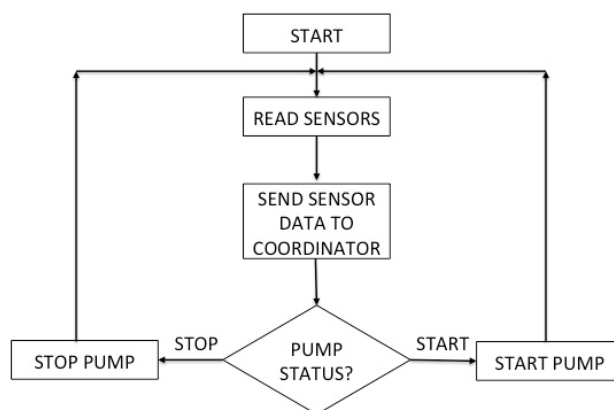 START
READ SENSORS
SEND SENSOR
DATA TO
COORDINATOR
STOP
START
PUMP
STATUS?
STOP PUMP
START PUMP